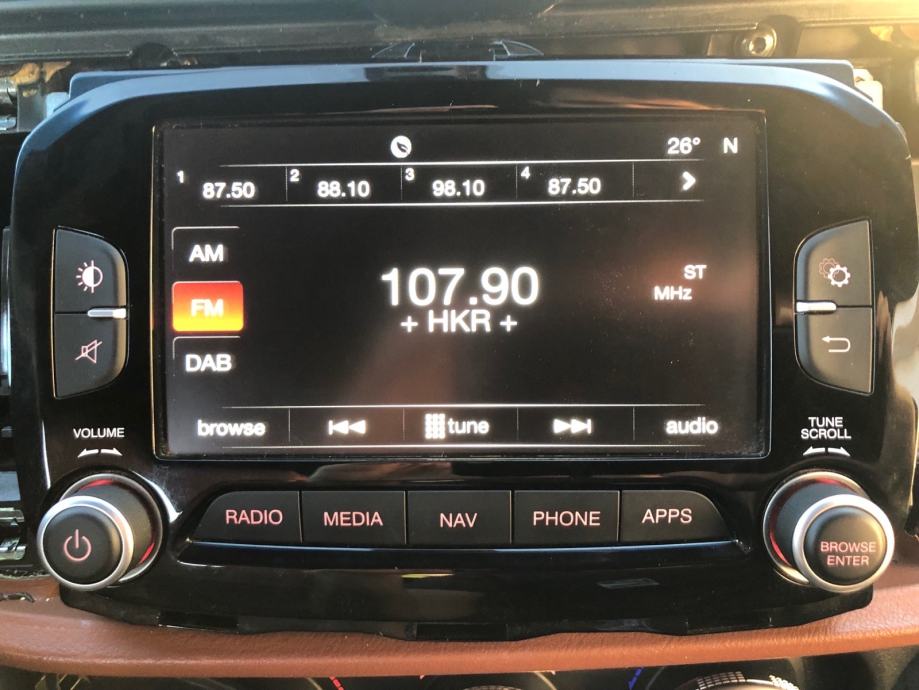 26° N
1 87.50 2 88.10 3 98.10 4 87.50
AM
FM
DAB
107.90
+ HKR +
ST
MHz
browse tune audio
VOLUME
TUNE
SCROLL
RADIO MEDIA NAV PHONE APPS
BROWSE
ENTER